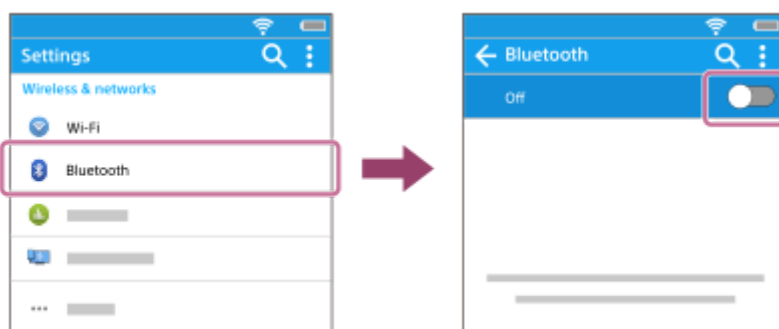 Settings
Wireless & networks
Wi-Fi
Bluetooth
Bluetooth
Off